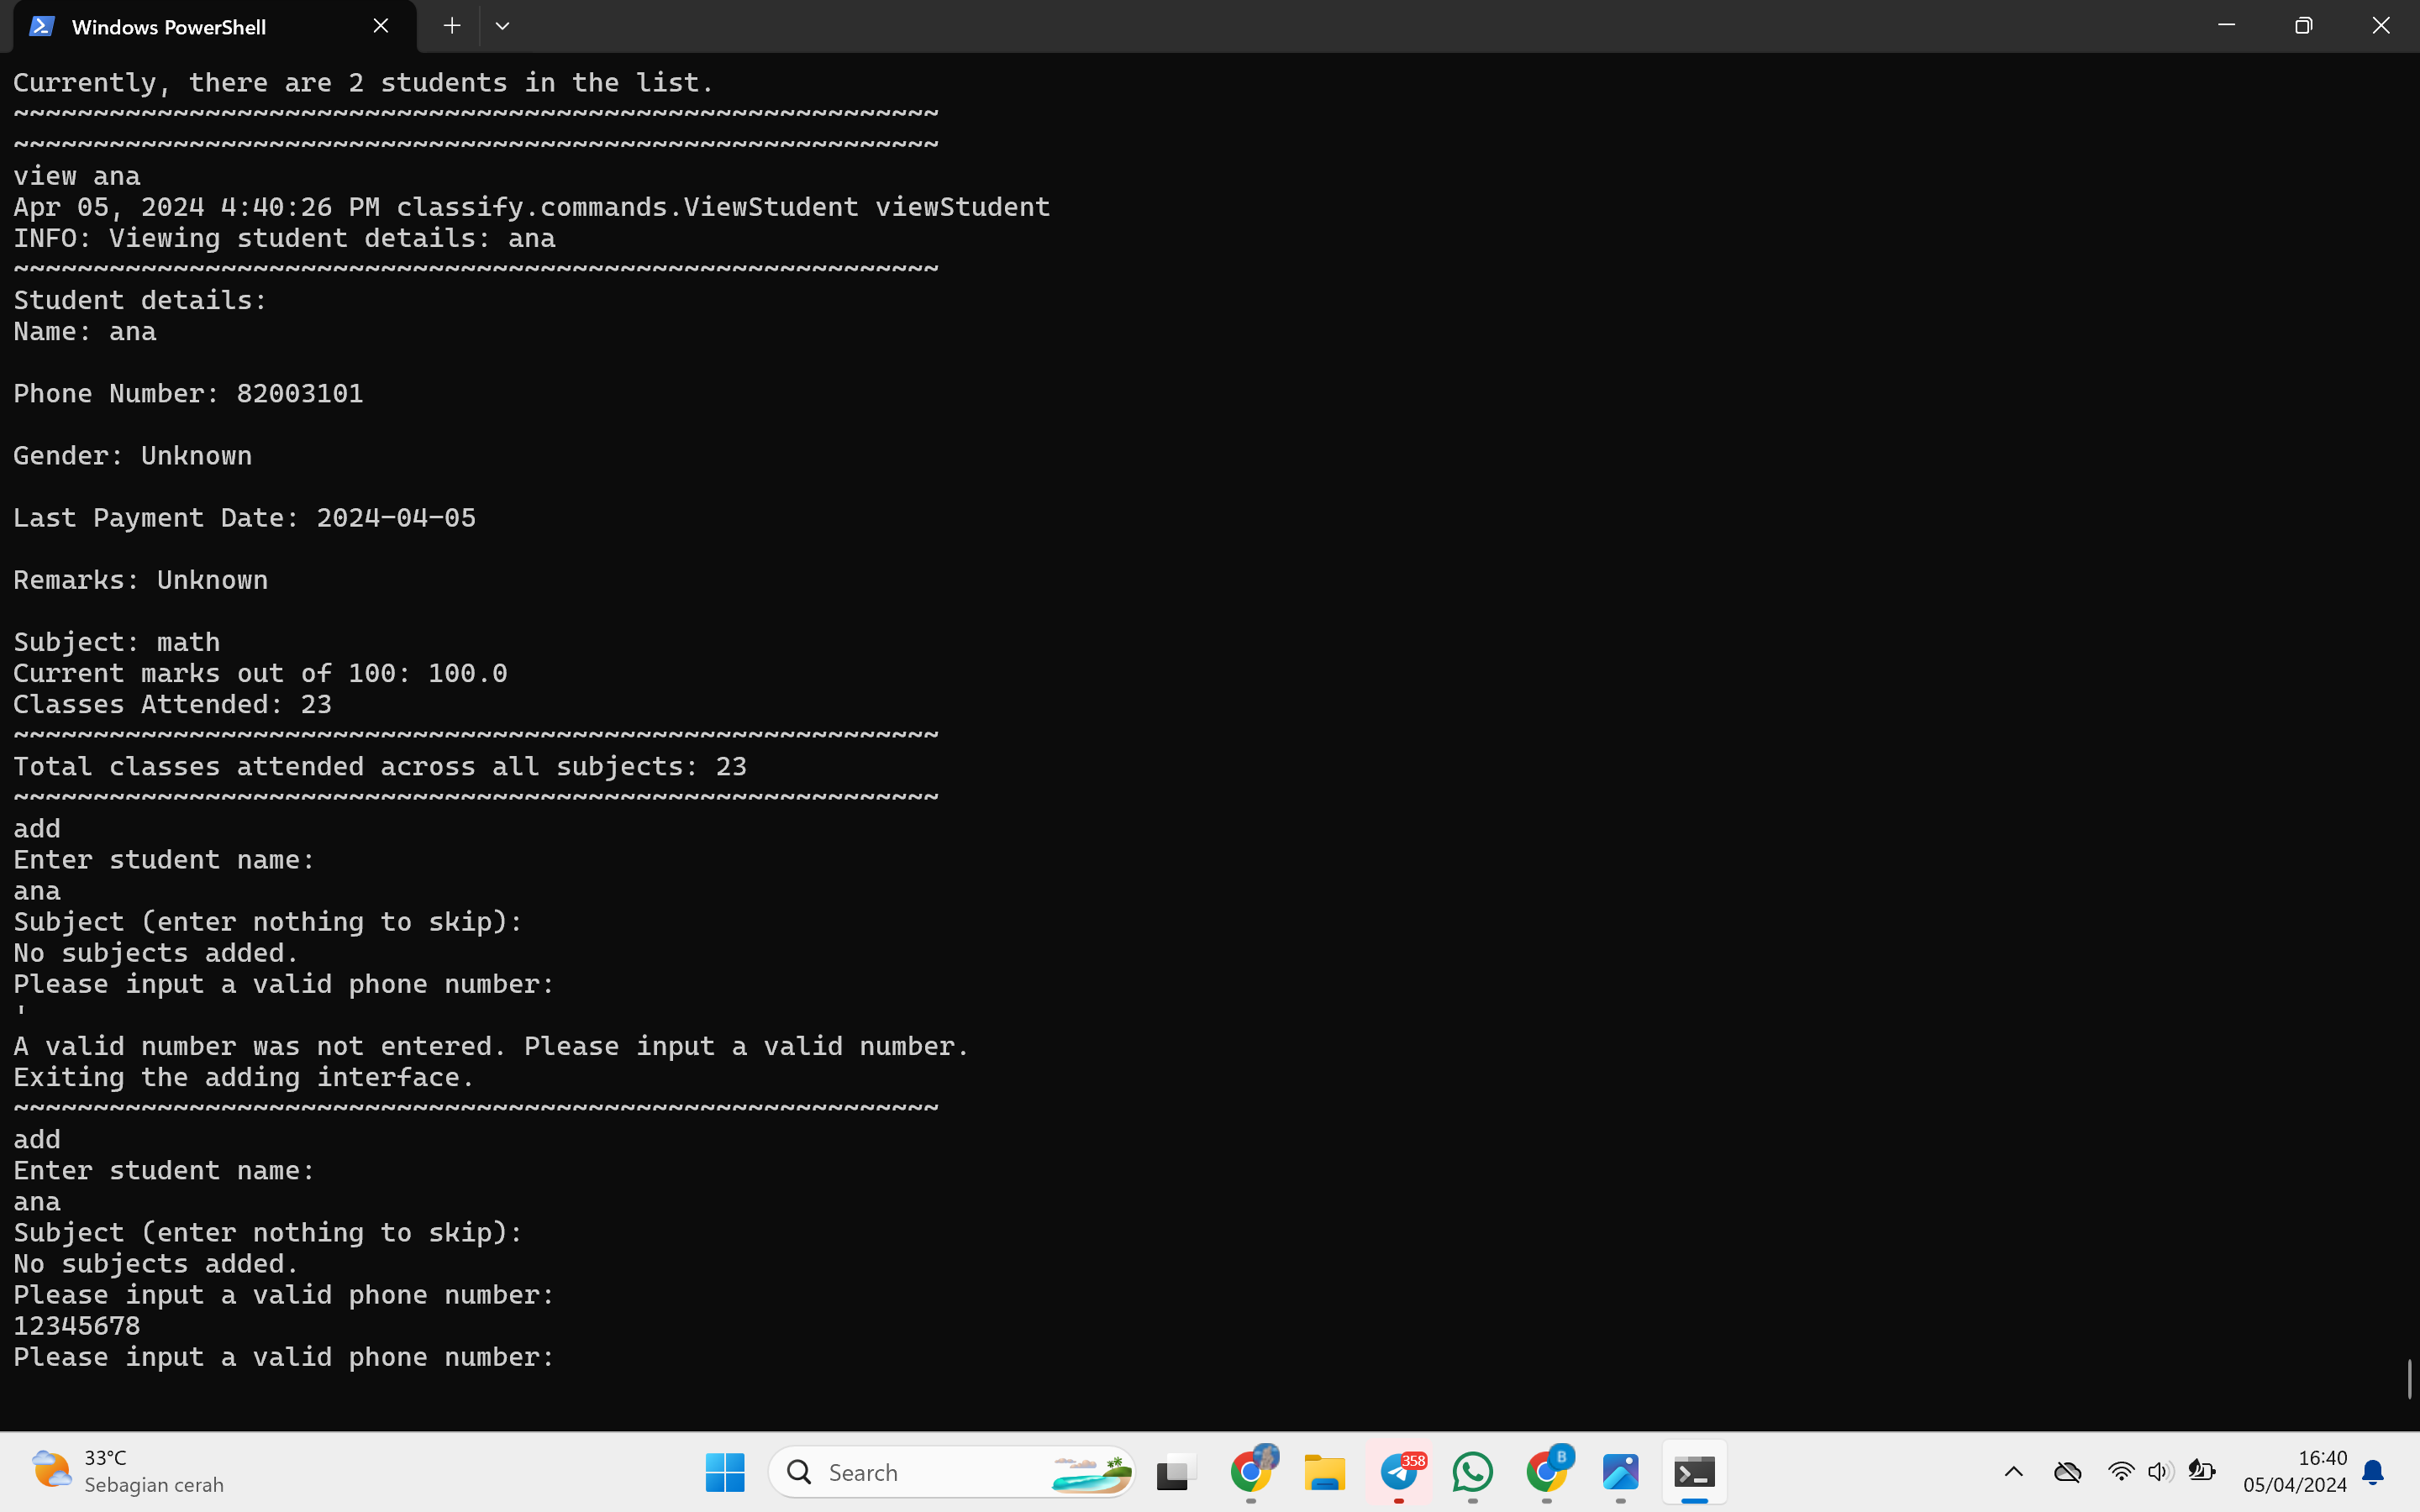 Windows PowerShell
Currently, there are 2 students in the list.
~~~~~~~~~~~~~~~~~~~~~~~~~~~~~~~~~~~~~~~~~~~~~~~~~~~~~~~~~~
~~~~~~~~~~~~~~~~~~~~~~~~~~~~~~~~~~~~~~~~~~~~~~~~~~~~~~~~~~
view ana
Apr 05, 2024 4:40:26 PM classify.commands.ViewStudent viewStudent
INFO: Viewing student details: ana
~~~~~~~~~~~~~~~~~~~~~~~~~~~~~~~~~~~~~~~~~~~~~~~~~~~~~~~~~~
Student details:
Name: ana
Phone Number: 82003101
Gender: Unknown
Last Payment Date: 2024-04-05
Remarks: Unknown
Subject: math
Current marks out of 100: 100.0
Classes Attended: 23
~~~~~~~~~~~~~~~~~~~~~~~~~~~~~~~~~~~~~~~~~~~~~~~~~~~~~~~~~~
Total classes attended across all subjects: 23
~~~~~~~~~~~~~~~~~~~~~~~~~~~~~~~~~~~~~~~~~~~~~~~~~~~~~~~~~~
add
Enter student name:
ana
Subject (enter nothing to skip):
No subjects added.
Please input a valid phone number:
'
A valid number was not entered. Please input a valid number.
Exiting the adding interface.
~~~~~~~~~~~~~~~~~~~~~~~~~~~~~~~~~~~~~~~~~~~~~~~~~~~~~~~~~~
add
Enter student name:
ana
Subject (enter nothing to skip):
No subjects added.
Please input a valid phone number:
12345678
Please input a valid phone number:
33°C
Sebagian cerah
Search
358
B
16:40
05/04/2024